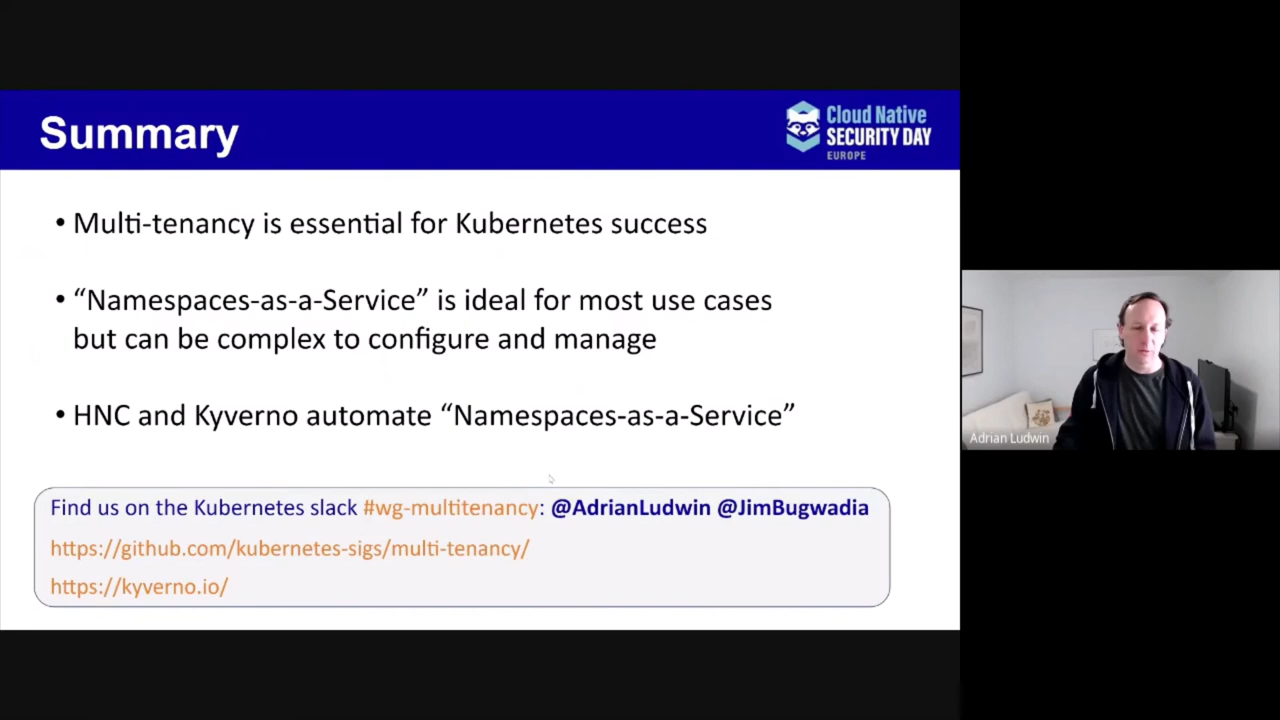 Summary
Cloud Native
SECURITY DAY
EUROPE
• Multi-tenancy is essential for Kubernetes success
• “Namespaces-as-a-Service” is ideal for most use cases
but can be complex to configure and manage
• HNC and Kyverno automate “Namespaces-as-a-Service”
Find us on the Kubernetes slack #wg-multitenancy: @AdrianLudwin @JimBugwadia
https://github.com/kubernetes-sigs/multi-tenancy/
https://kyverno.io/
Adrian Ludwin